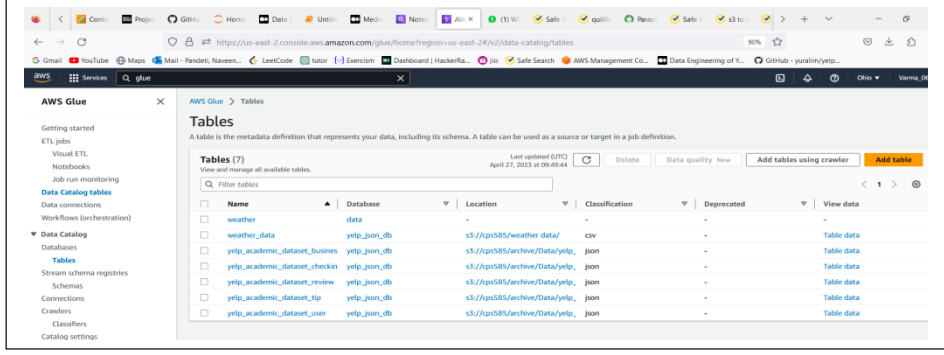 Conte Projec GitHu Home Data Untitle Medic Noteb AW (1) W Safe S quillb Parap Safe S s3 to
https://us-east-2.console.aws.amazon.com/glue/home?region=us-east-2#/v2/data-catalog/tables 90%
Gmail YouTube Maps Mail - Pandeti, Naveen... LeetCode tutor Exercism Dashboard | HackerRa... jio Safe Search AWS Management Co... Data Engineering of Y... GitHub - yuralim/yelp...
aws Services glue Ohio Varma_06
AWS Glue
AWS Glue > Tables
Tables
A table is the metadata definition that represents your data, including its schema. A table can be used as a source or target in a job definition.
Getting started
ETL jobs
Visual ETL
Notebooks
Job run monitoring
Data Catalog tables
Data connections
Workflows (orchestration)
Data Catalog
Databases
Tables
Stream schema registries
Schemas
Connections
Crawlers
Classifiers
Catalog settings
Tables (7)
View and manage all available tables.
Last updated (UTC)
April 27, 2023 at 09:49:44
Delete Data quality New Add tables using crawler Add table
Filter tables
< 1 >
Name Database Location Classification Deprecated View data
weather data - - - -
weather_data yelp_json_db s3://cps585/weather data/ csv - Table data
yelp_academic_dataset_busines yelp_json_db s3://cps585/archive/Data/yelp_ json - Table data
yelp_academic_dataset_checkin yelp_json_db s3://cps585/archive/Data/yelp_ json - Table data
yelp_academic_dataset_review yelp_json_db s3://cps585/archive/Data/yelp_ json - Table data
yelp_academic_dataset_tip yelp_json_db s3://cps585/archive/Data/yelp_ json - Table data
yelp_academic_dataset_user yelp_json_db s3://cps585/archive/Data/yelp_ json - Table data